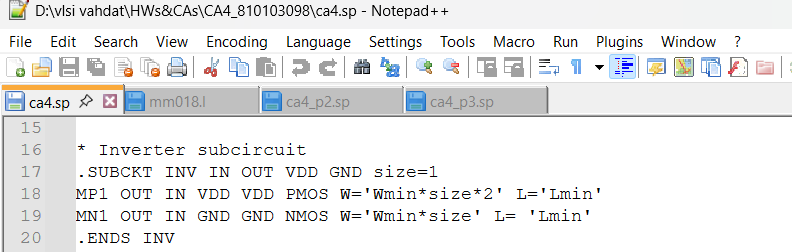 D:\vlsi vahdat\HWs&CAs\CA4_810103098\ca4.sp - Notepad++
File Edit Search View Encoding Language Settings Tools Macro Run Plugins Window ?
ca4.sp mm018.l ca4_p2.sp ca4_p3.sp
15
16 * Inverter subcircuit
17 .SUBCKT INV IN OUT VDD GND size=1
18 MP1 OUT IN VDD VDD PMOS W='Wmin*size*2' L='Lmin'
19 MN1 OUT IN GND GND NMOS W='Wmin*size' L= 'Lmin'
20 .ENDS INV